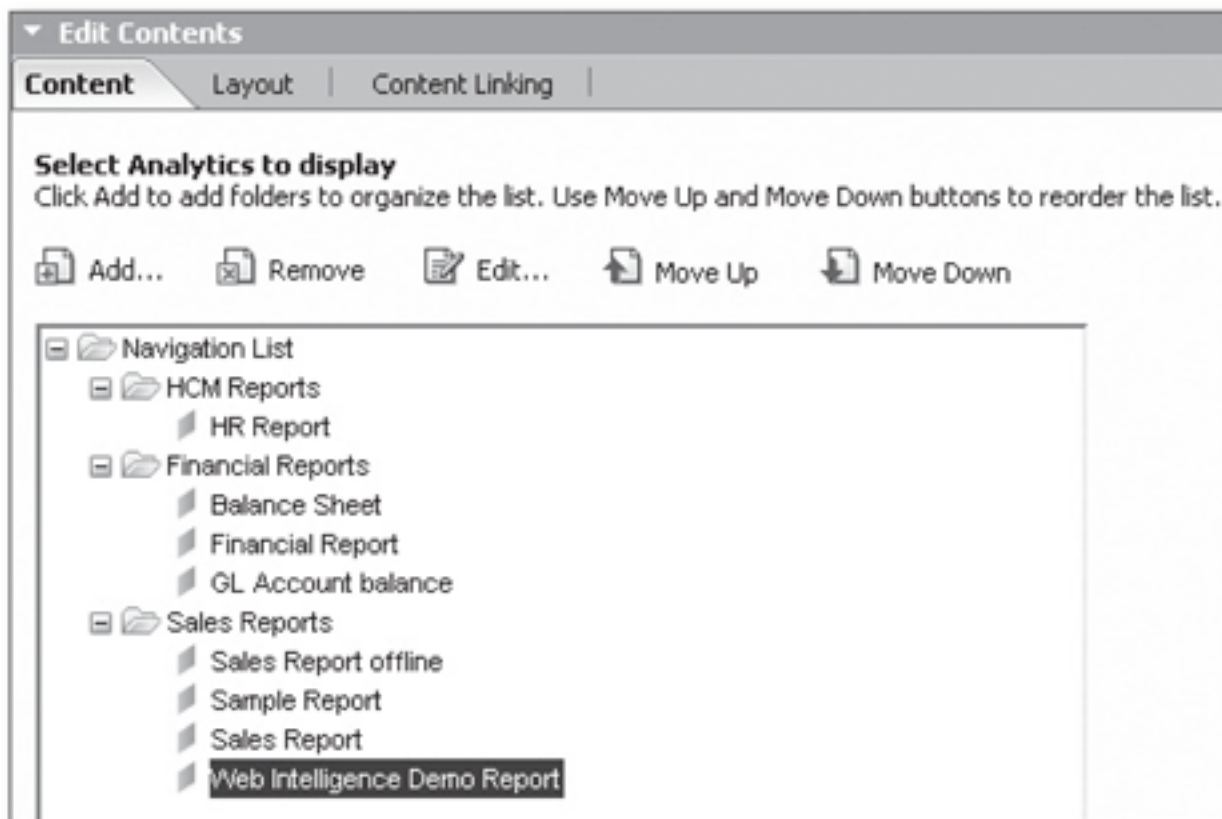 Edit Contents
Content Layout Content Linking
Select Analytics to display
Click Add to add folders to organize the list. Use Move Up and Move Down buttons to reorder the list.
Add... Remove Edit... Move Up Move Down
Navigation List
HCM Reports
HR Report
Financial Reports
Balance Sheet
Financial Report
GL Account balance
Sales Reports
Sales Report offline
Sample Report
Sales Report
Web Intelligence Demo Report